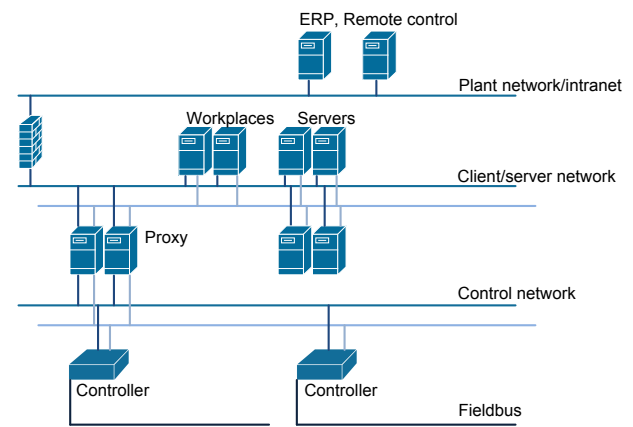 ERP, Remote control
Plant network/intranet
Workplaces
Servers
Client/server network
Proxy
Control network
Controller
Controller
Fieldbus